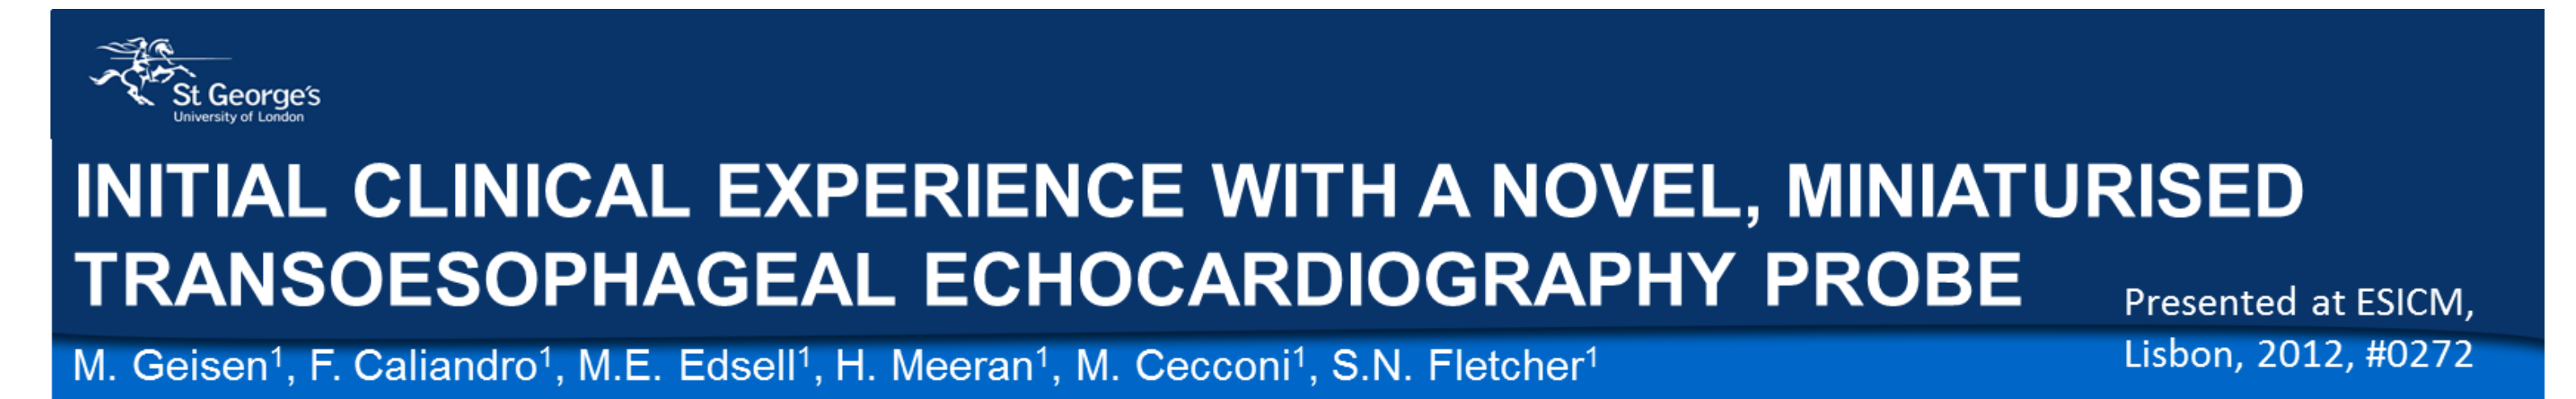 St George's
University of London
INITIAL CLINICAL EXPERIENCE WITH A NOVEL, MINIATURISED
TRANSOESOPHAGEAL ECHOCARDIOGRAPHY PROBE
Presented at ESICM,
Lisbon, 2012, #0272
M. Geisen¹, F. Caliandro¹, M.E. Edsell¹, H. Meeran¹, M. Cecconi¹, S.N. Fletcher¹